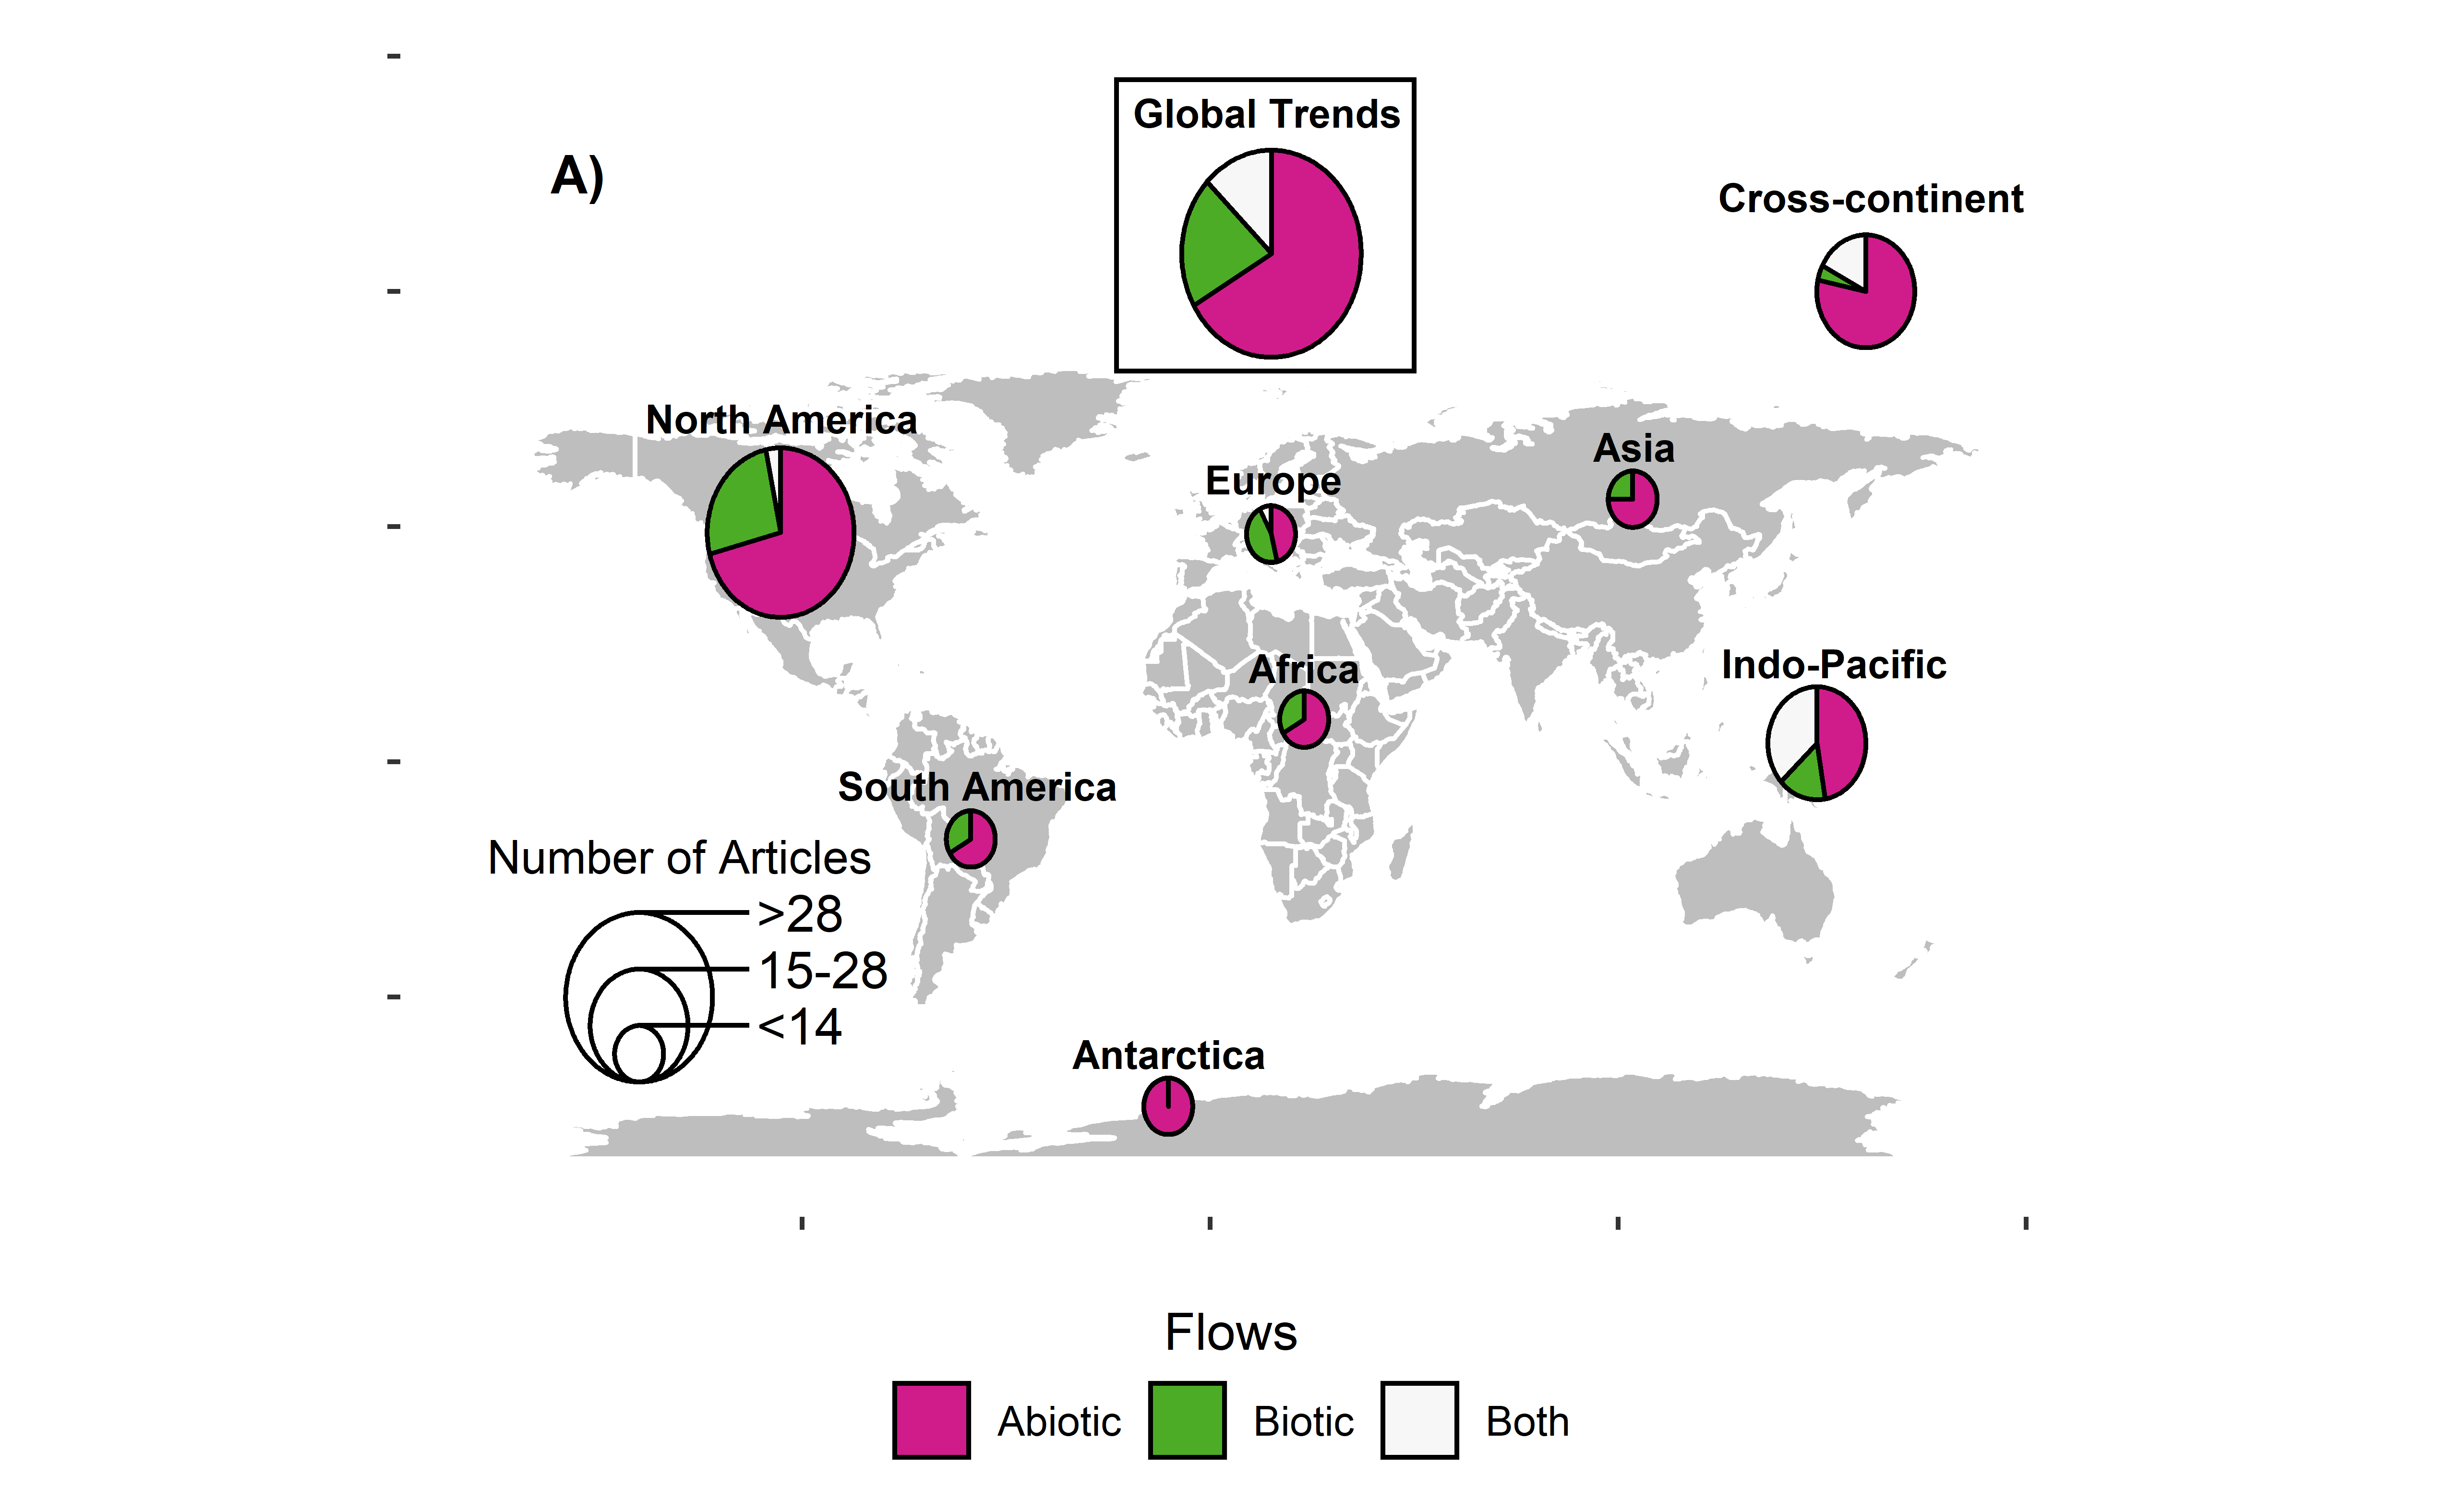 Global Trends
A)
Cross-continent
North America
Asia
Europe
Africa
Indo-Pacific
South America
Number of Articles
>28
15-28
<14
Antarctica
Flows
Abiotic Biotic Both